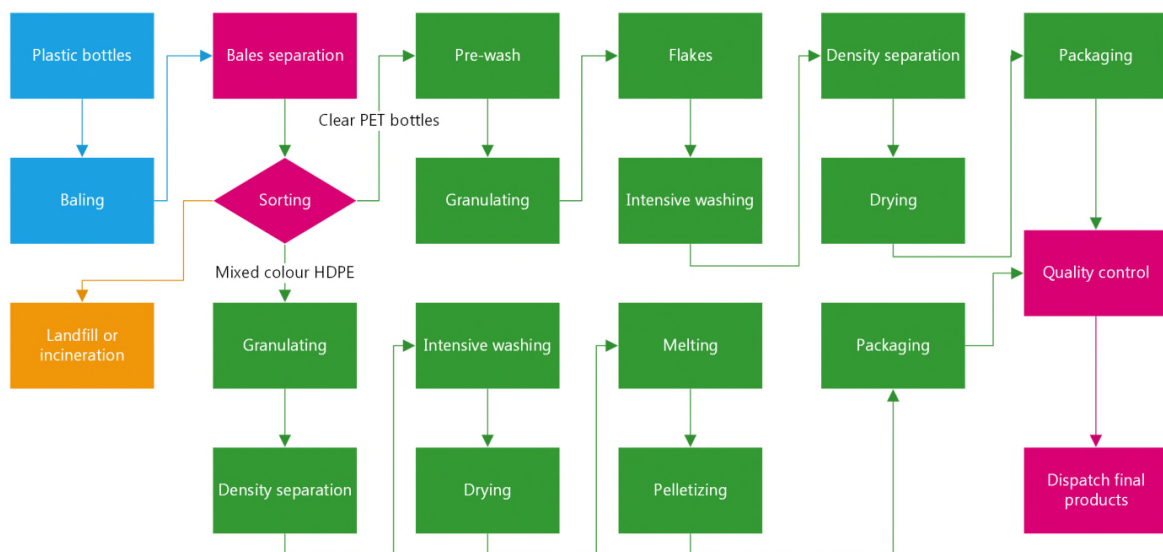 Plastic bottles
Bales separation
Pre-wash
Flakes
Density separation
Packaging
Clear PET bottles
Baling
Sorting
Granulating
Intensive washing
Drying
Mixed colour HDPE
Quality control
Landfill or
incineration
Granulating
Intensive washing
Melting
Packaging
Density separation
Drying
Pelletizing
Dispatch final
products